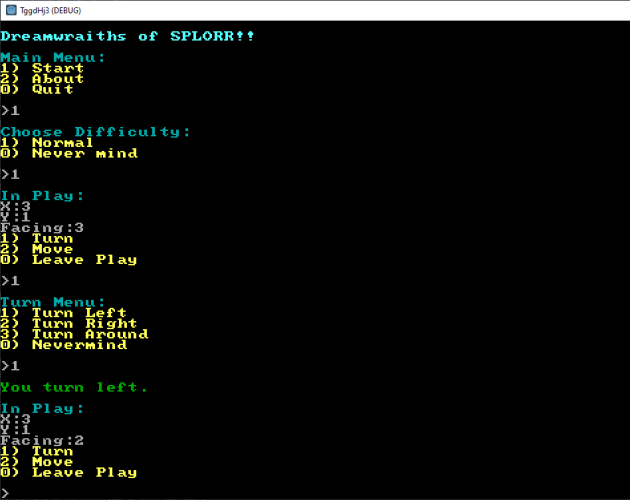 TggdHj3 (DEBUG)
Dreamwraiths of SPLORR!!
Main Menu:
1) Start
2) About
0) Quit
>1
Choose Difficulty:
1) Normal
0) Never mind
>1
In Play:
X:3
Y:1
Facing:3
1) Turn
2) Move
0) Leave Play
>1
Turn Menu:
1) Turn Left
2) Turn Right
3) Turn Around
0) Nevermind
>1
You turn left.
In Play:
X:3
Y:1
Facing:2
1) Turn
2) Move
0) Leave Play
>